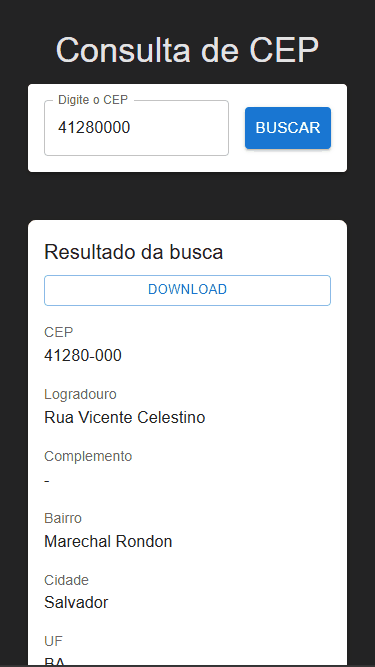 Consulta de CEP
Digite o CEP
41280000
BUSCAR
Resultado da busca
DOWNLOAD
CEP
41280-000
Logradouro
Rua Vicente Celestino
Complemento
-
Bairro
Marechal Rondon
Cidade
Salvador
UF
BA